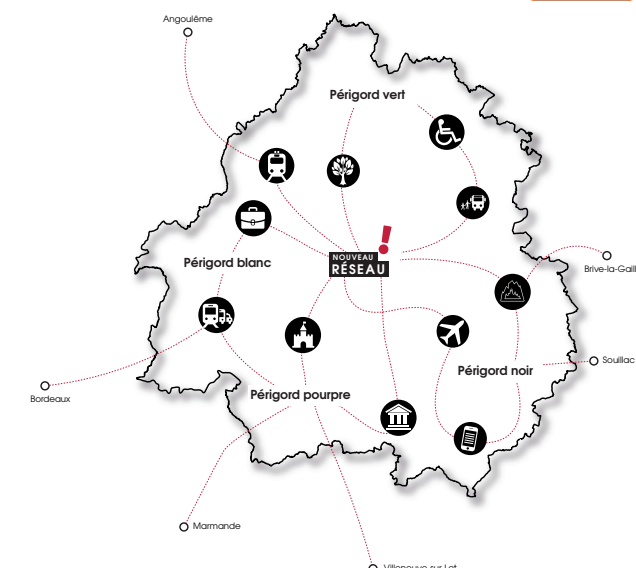 Angoulême
Périgord vert
Périgord blanc
NOUVEAU
RÉSEAU !
Brive-la-Gaill
Souillac
Périgord noir
Bordeaux
Périgord pourpre
Marmande
Villeneuve sur Lot